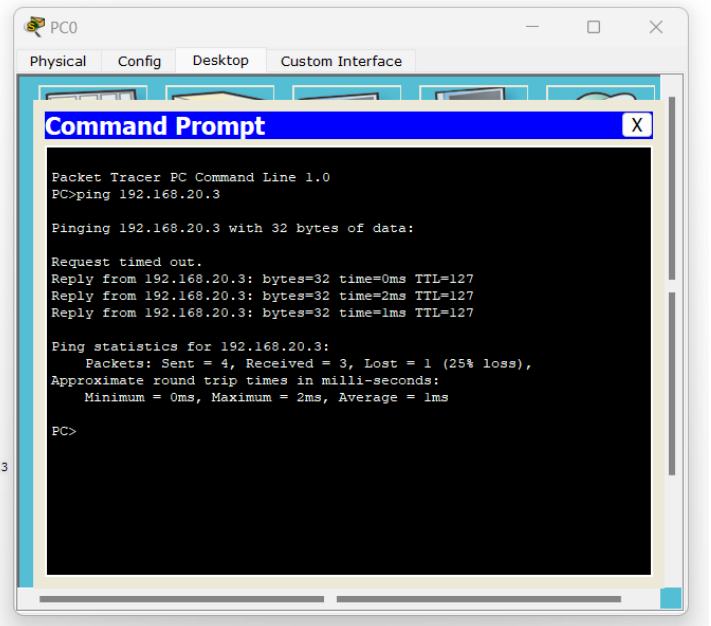 PC0
Physical Config Desktop Custom Interface
Command Prompt
X
Packet Tracer PC Command Line 1.0
PC>ping 192.168.20.3
Pinging 192.168.20.3 with 32 bytes of data:
Request timed out.
Reply from 192.168.20.3: bytes=32 time=0ms TTL=127
Reply from 192.168.20.3: bytes=32 time=2ms TTL=127
Reply from 192.168.20.3: bytes=32 time=1ms TTL=127
Ping statistics for 192.168.20.3:
Packets: Sent = 4, Received = 3, Lost = 1 (25% loss),
Approximate round trip times in milli-seconds:
Minimum = 0ms, Maximum = 2ms, Average = 1ms
PC>
3